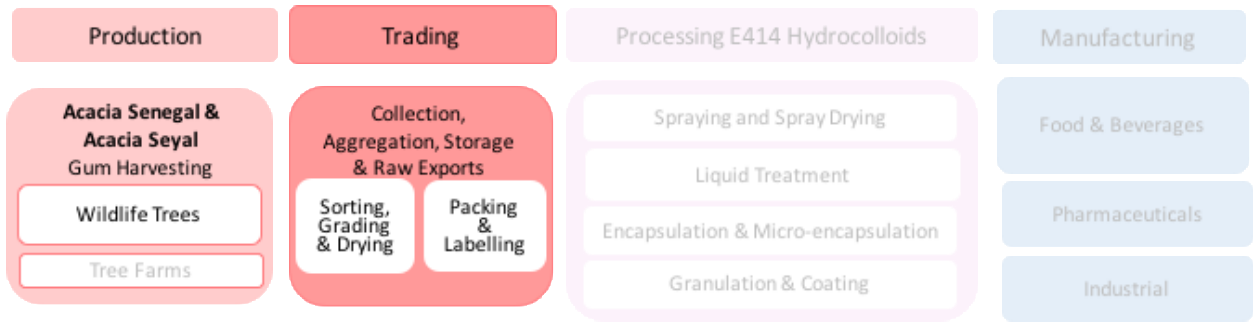 Production
Trading
Processing E414 Hydrocolloids
Manufacturing
Acacia Senegal &
Acacia Seyal
Gum Harvesting
Wildlife Trees
Tree Farms
Collection,
Aggregation, Storage
& Raw Exports
Sorting,
Grading
& Drying
Packing
&
Labelling
Spraying and Spray Drying
Liquid Treatment
Encapsulation & Micro-encapsulation
Granulation & Coating
Food & Beverages
Pharmaceuticals
Industrial